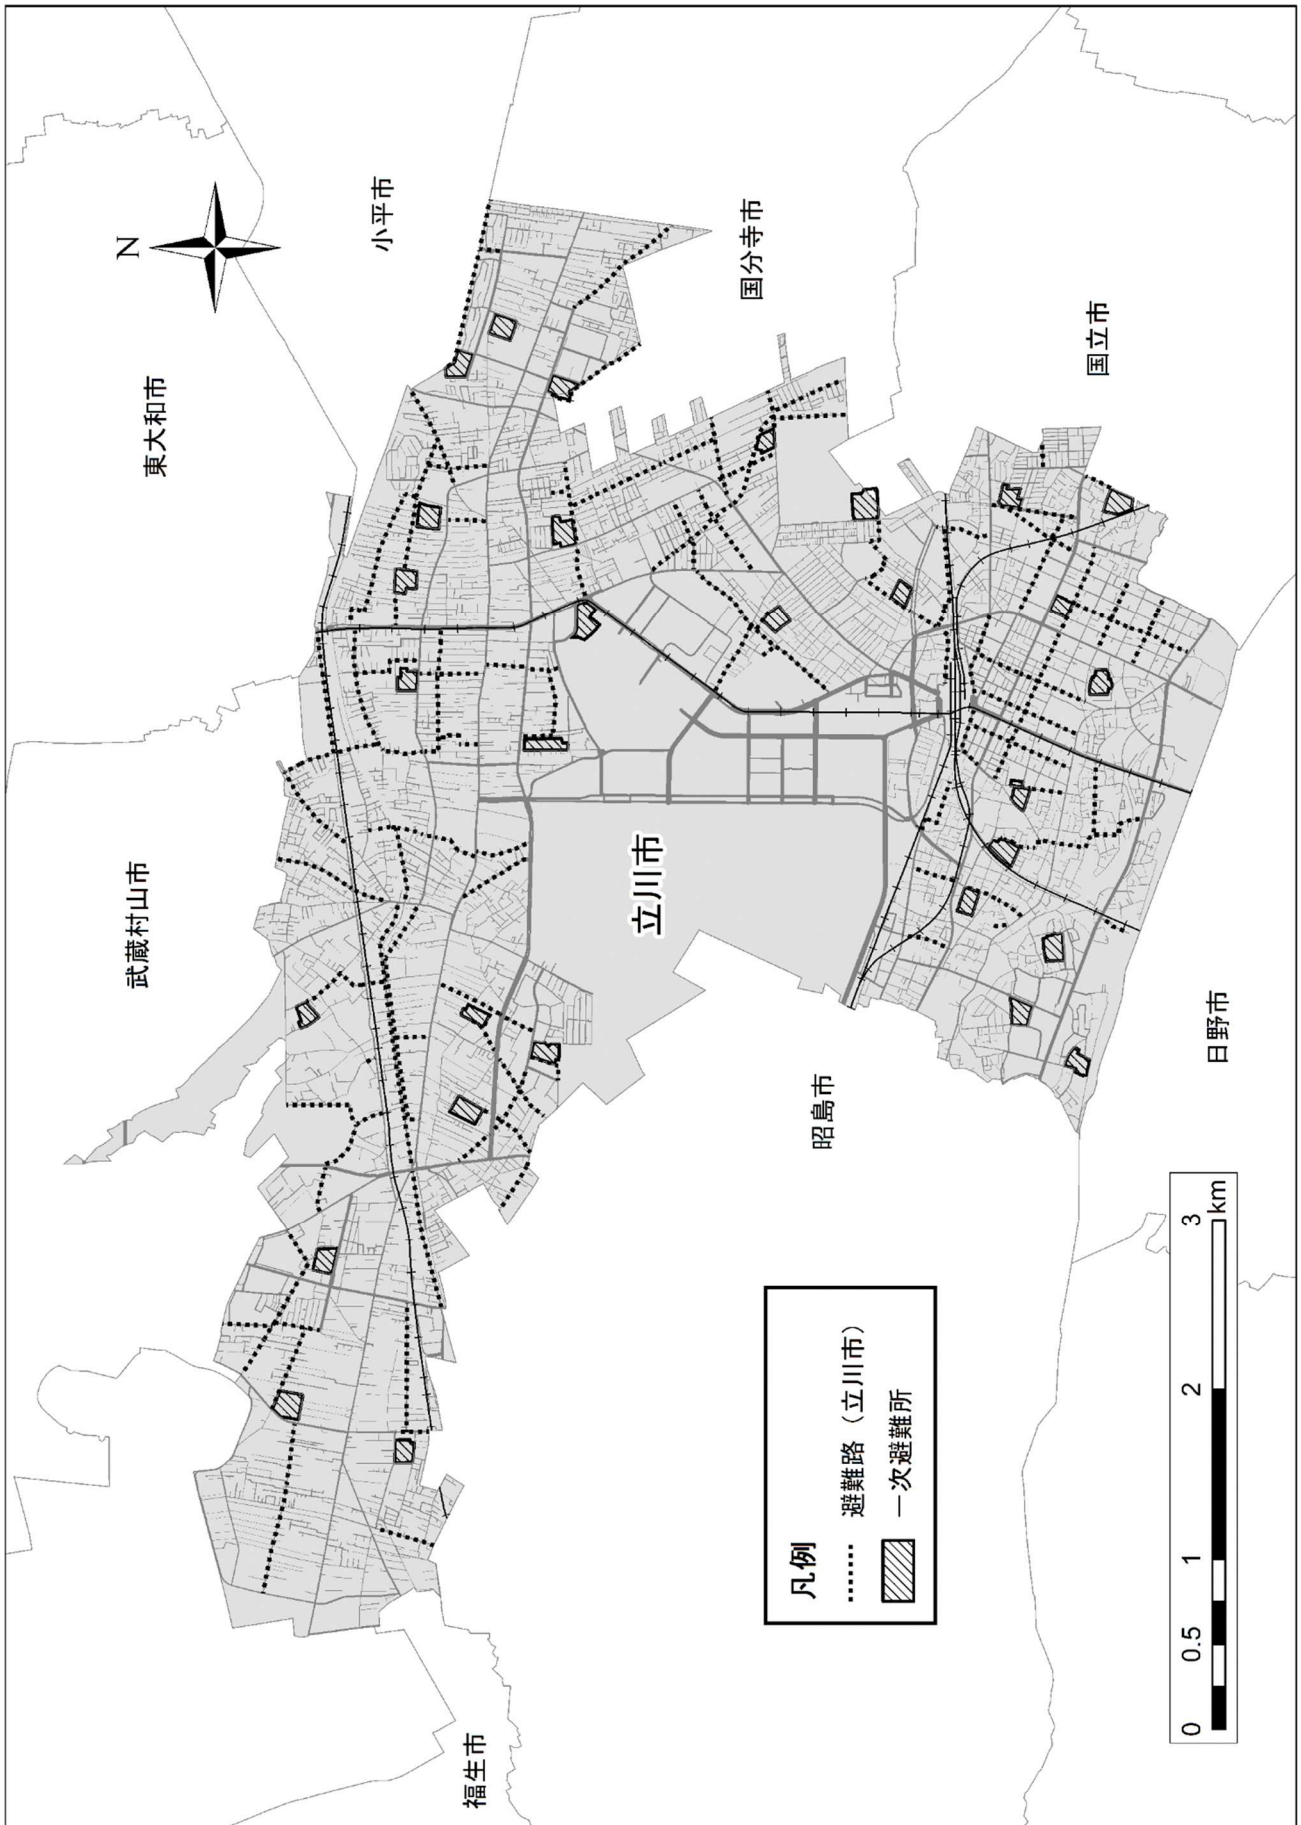 N
東大和市
小平市
武蔵村山市
国分寺市
立川市
国立市
福生市
昭島市
日野市
凡例
避難路（立川市）
一次避難所
0 0.5 1 2 3
km